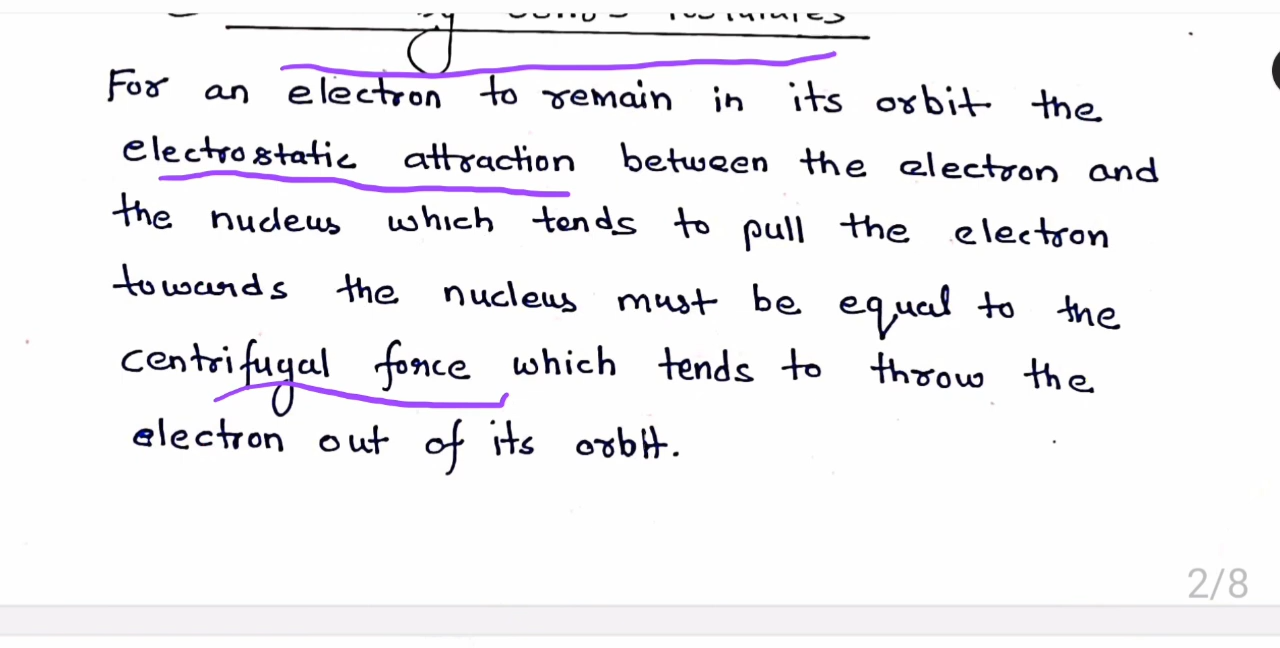 For an electron to remain in its orbit the
electrostatic attraction between the electron and
the nucleus which tends to pull the electron
towards the nucleus must be equal to the
centrifugal force which tends to throw the
electron out of its orbit.
2/8